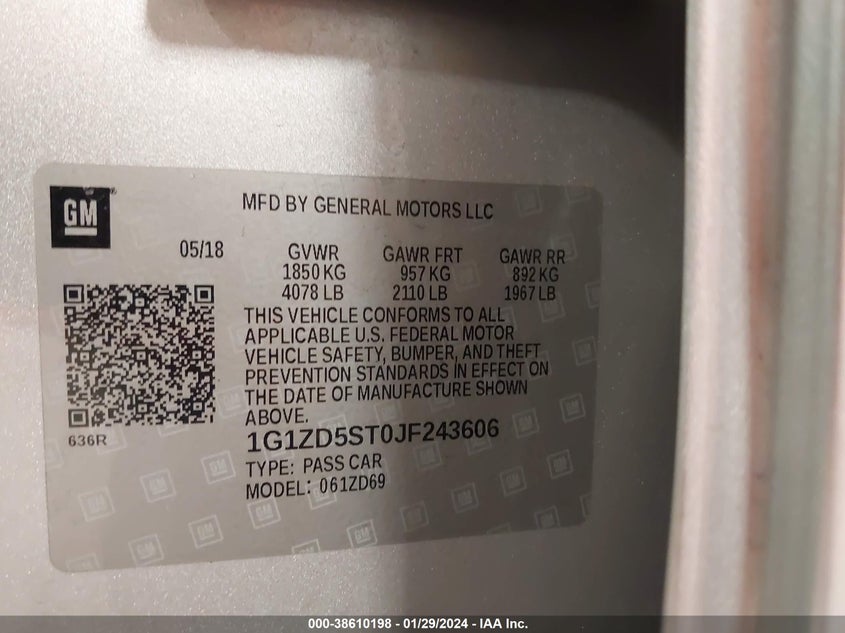 GM
MFD BY GENERAL MOTORS LLC
05/18 GVWR GAWR FRT GAWR RR
1850 KG 957 KG 892 KG
4078 LB 2110 LB 1967 LB
THIS VEHICLE CONFORMS TO ALL
APPLICABLE U.S. FEDERAL MOTOR
VEHICLE SAFETY, BUMPER, AND THEFT
PREVENTION STANDARDS IN EFFECT ON
THE DATE OF MANUFACTURE SHOWN
ABOVE.
636R
1G1ZD5ST0JF243606
TYPE: PASS CAR
MODEL: 061ZD69
000-38610198 - 01/29/2024 - IAA Inc.